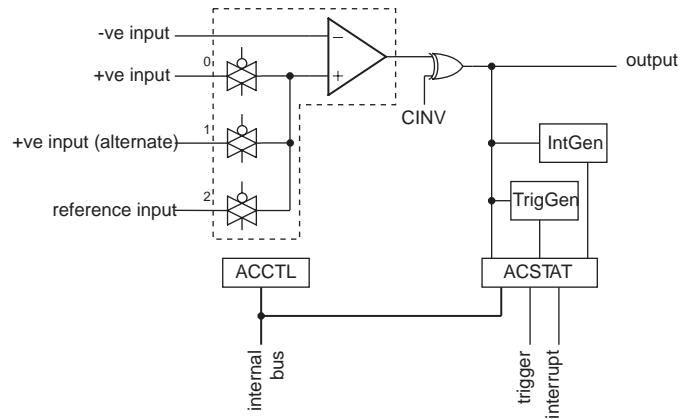 -ve input
−
0
+ve input
+
output
CINV
1
+ve input (alternate)
IntGen
2
TrigGen
reference input
ACCTL
ACSTAT
internal
bus
trigger
interrupt